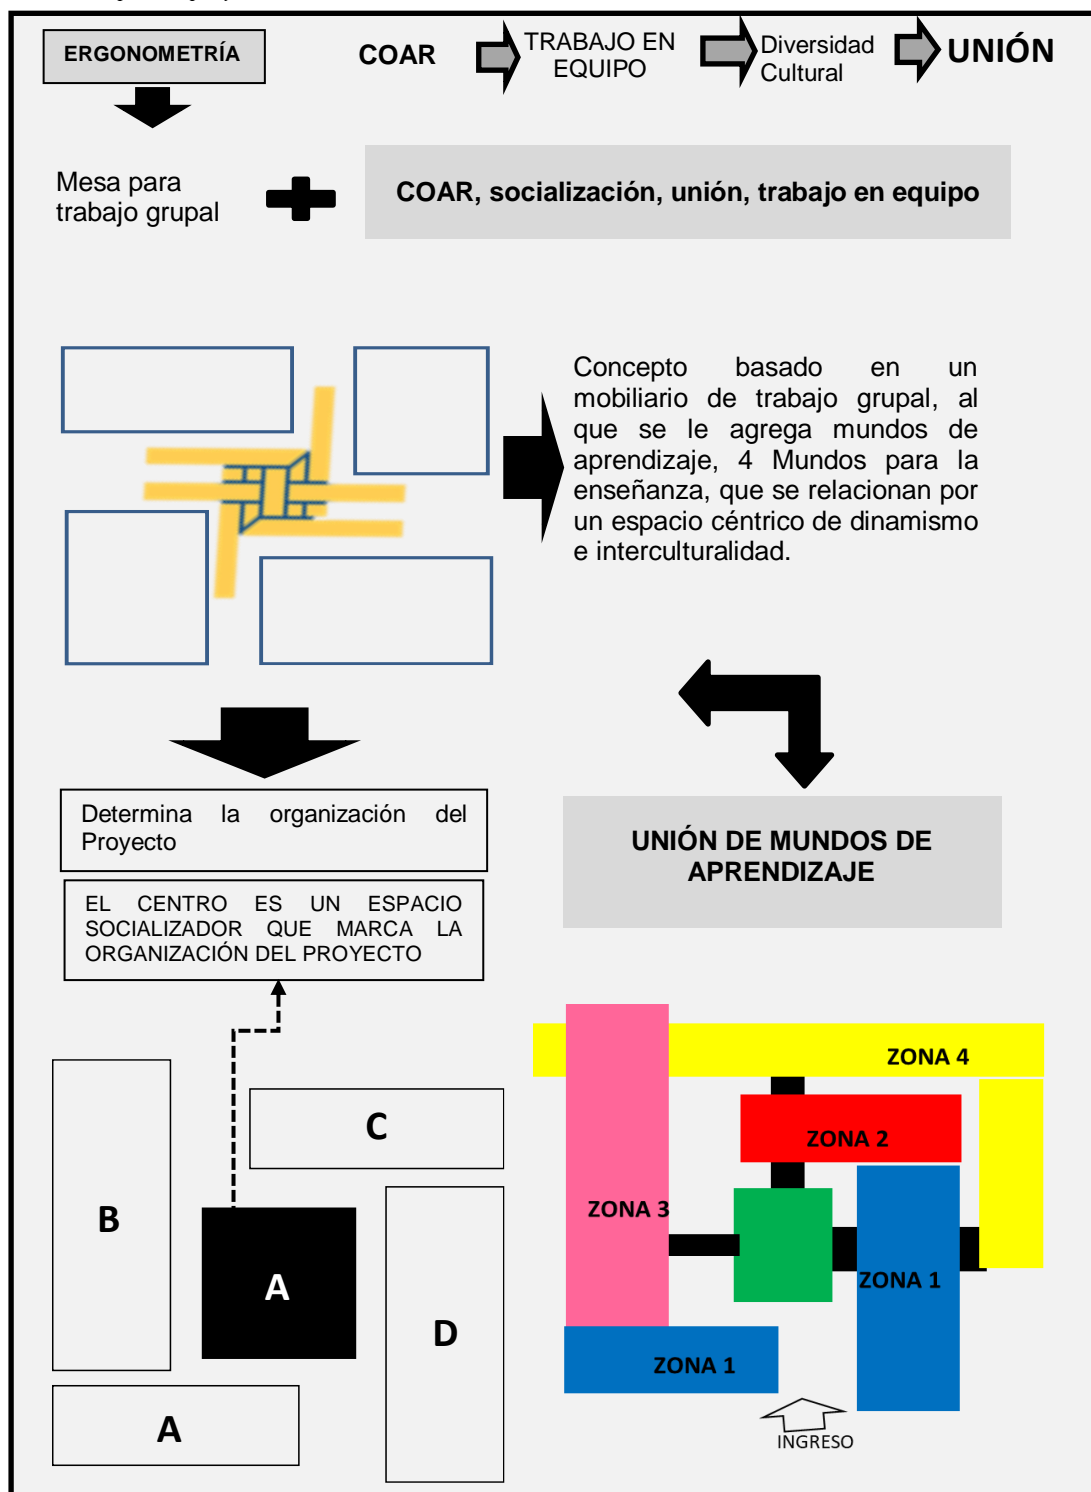 ERGONOMETRÍA
COAR
TRABAJO EN
EQUIPO
Diversidad
Cultural
UNIÓN
Mesa para
trabajo grupal
COAR, socialización, unión, trabajo en equipo
Concepto basado en un
mobiliario de trabajo grupal, al
que se le agrega mundos de
aprendizaje, 4 Mundos para la
enseñanza, que se relacionan por
un espacio céntrico de dinamismo
e interculturalidad.
Determina la organización del
Proyecto
EL CENTRO ES UN ESPACIO
SOCIALIZADOR QUE MARCA LA
ORGANIZACIÓN DEL PROYECTO
UNIÓN DE MUNDOS DE
APRENDIZAJE
B
C
A
D
A
ZONA 4
ZONA 2
ZONA 3
ZONA 1
ZONA 1
INGRESO